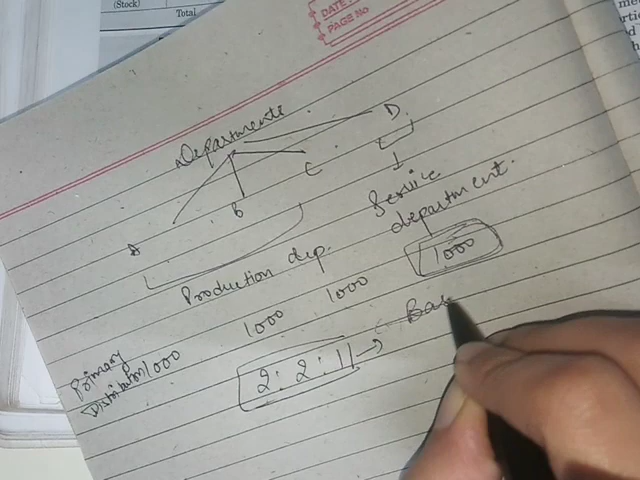 (Stock)
Total
DATE
PAGE No
Departments
A B C D
Service
department.
Production dep.
Primary
Distribution 1000 1000 1000 1000
2:2:1 → Bas